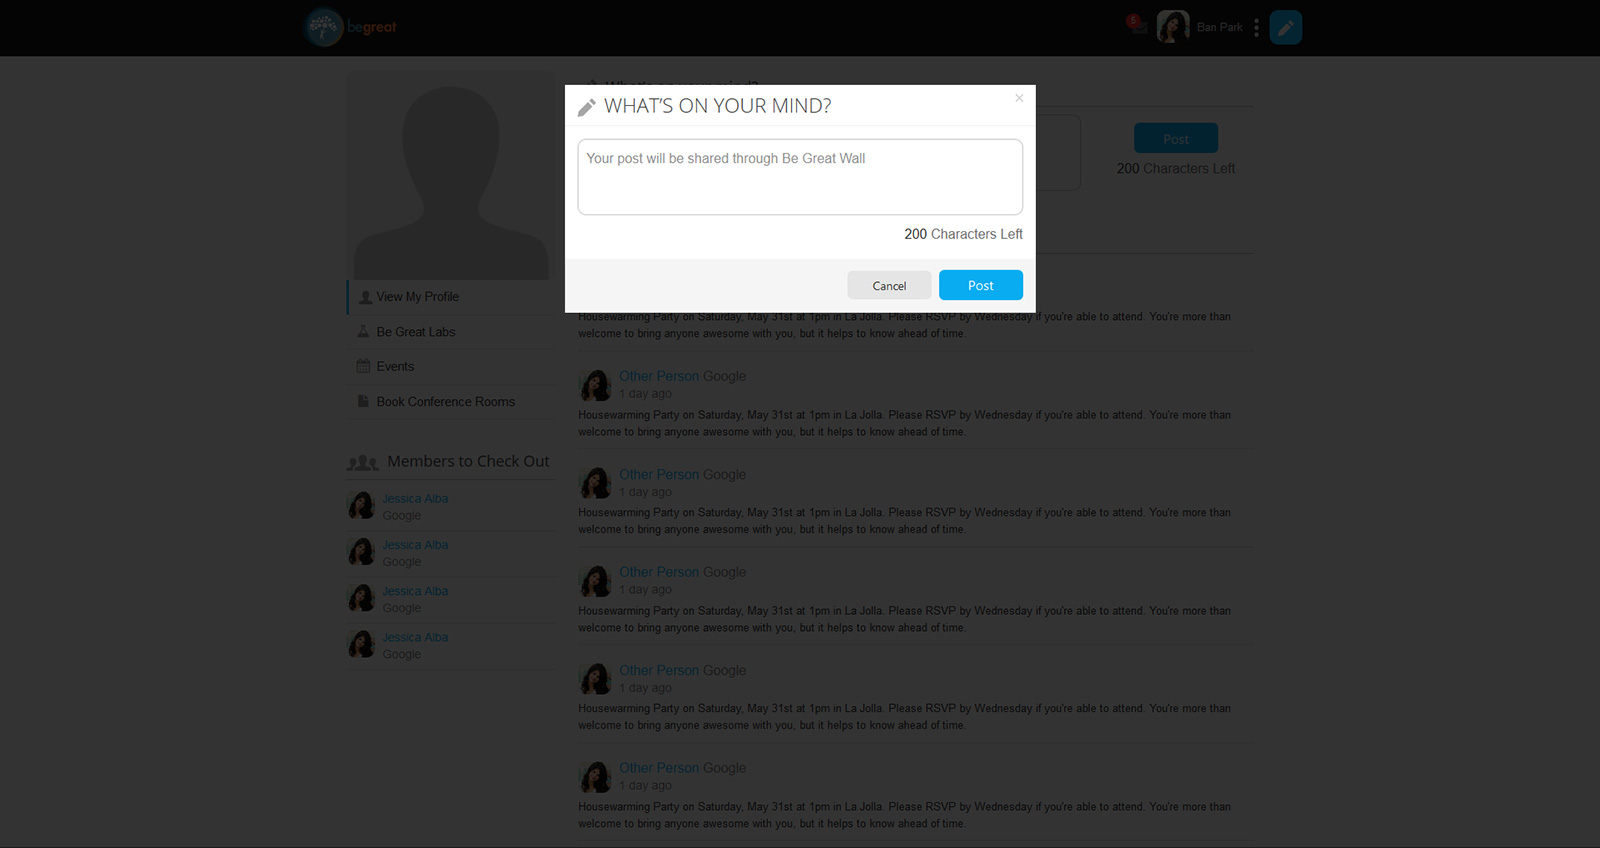 begreat
5
Ban Park
WHAT'S ON YOUR MIND?
×
Your post will be shared through Be Great Wall
200 Characters Left
Cancel
Post
Post
200 Characters Left
View My Profile
Be Great Labs
Events
Book Conference Rooms
Members to Check Out
Jessica Alba
Google
Jessica Alba
Google
Jessica Alba
Google
Jessica Alba
Google
Housewarming Party on Saturday, May 31st at 1pm in La Jolla. Please RSVP by Wednesday if you're able to attend. You're more than
welcome to bring anyone awesome with you, but it helps to know ahead of time.
Other Person Google
1 day ago
Housewarming Party on Saturday, May 31st at 1pm in La Jolla. Please RSVP by Wednesday if you're able to attend. You're more than
welcome to bring anyone awesome with you, but it helps to know ahead of time.
Other Person Google
1 day ago
Housewarming Party on Saturday, May 31st at 1pm in La Jolla. Please RSVP by Wednesday if you're able to attend. You're more than
welcome to bring anyone awesome with you, but it helps to know ahead of time.
Other Person Google
1 day ago
Housewarming Party on Saturday, May 31st at 1pm in La Jolla. Please RSVP by Wednesday if you're able to attend. You're more than
welcome to bring anyone awesome with you, but it helps to know ahead of time.
Other Person Google
1 day ago
Housewarming Party on Saturday, May 31st at 1pm in La Jolla. Please RSVP by Wednesday if you're able to attend. You're more than
welcome to bring anyone awesome with you, but it helps to know ahead of time.
Other Person Google
1 day ago
Housewarming Party on Saturday, May 31st at 1pm in La Jolla. Please RSVP by Wednesday if you're able to attend. You're more than
welcome to bring anyone awesome with you, but it helps to know ahead of time.